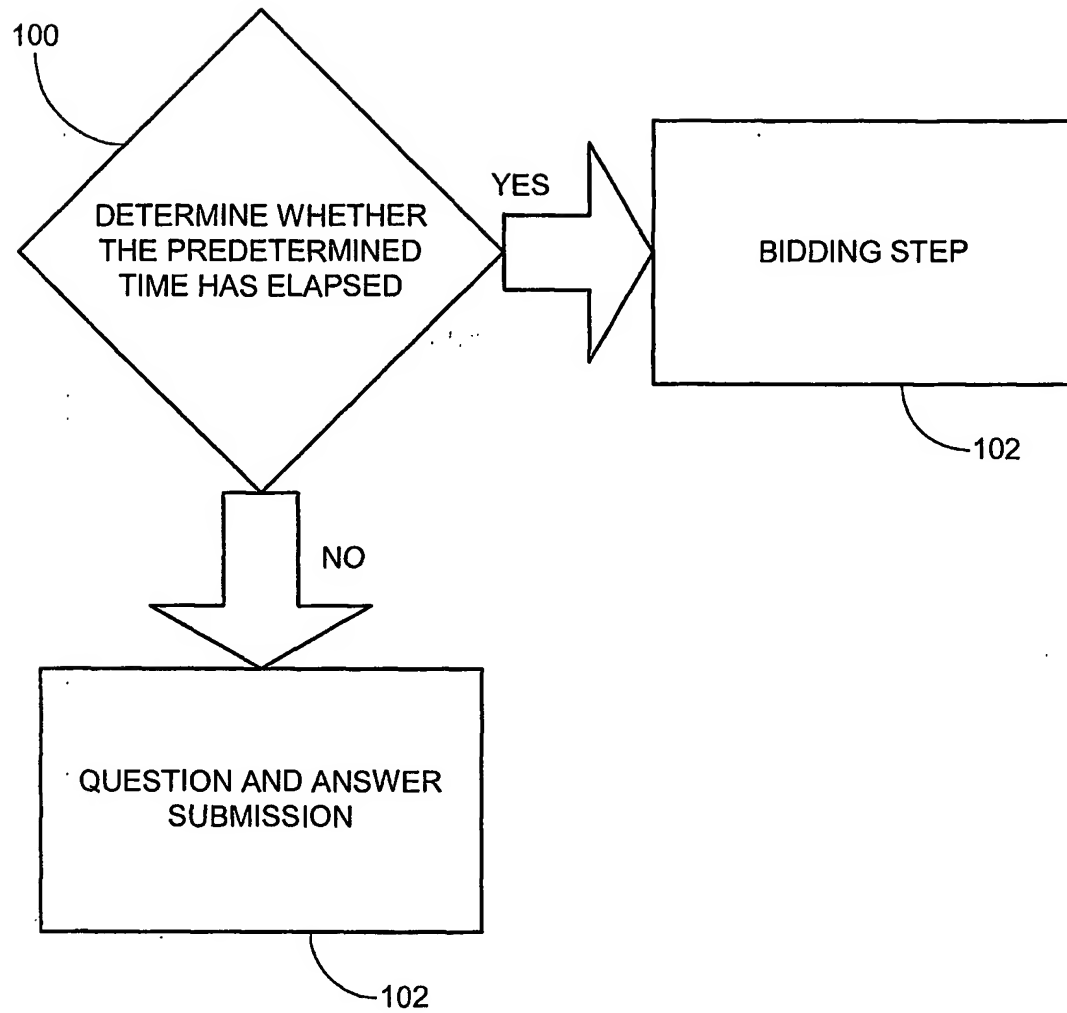 100
DETERMINE WHETHER
THE PREDETERMINED
TIME HAS ELAPSED
YES
BIDDING STEP
102
NO
QUESTION AND ANSWER
SUBMISSION
102